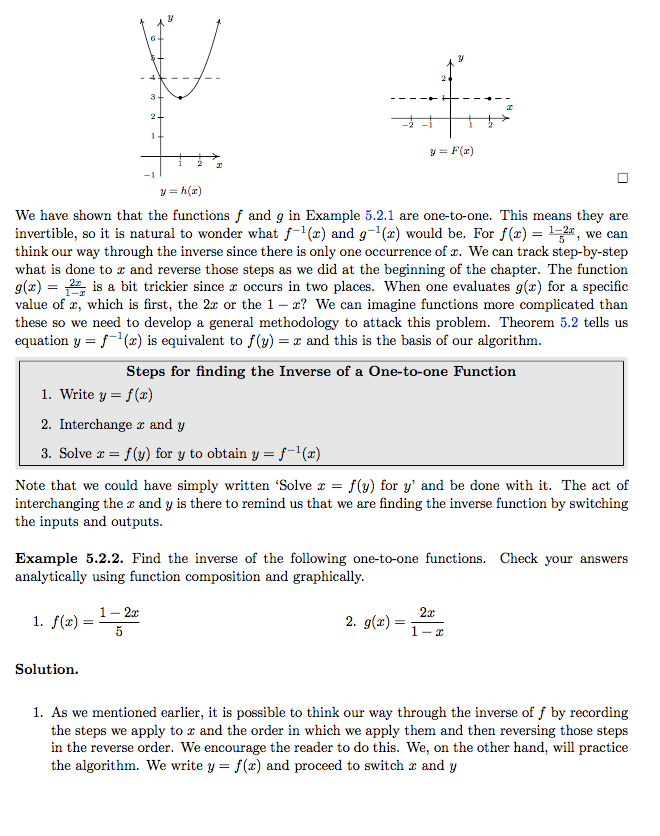 y
6
5
4
3
2
1
−1
1 2 x
y = h(x)
y
2
1
x
−2 −1 1 2
y = F(x)
□
We have shown that the functions f and g in Example 5.2.1 are one-to-one. This means they are
invertible, so it is natural to wonder what f⁻¹(x) and g⁻¹(x) would be. For f(x) = (1−2x)/5, we can
think our way through the inverse since there is only one occurrence of x. We can track step-by-step
what is done to x and reverse those steps as we did at the beginning of the chapter. The function
g(x) = 2x/(1−x) is a bit trickier since x occurs in two places. When one evaluates g(x) for a specific
value of x, which is first, the 2x or the 1 − x? We can imagine functions more complicated than
these so we need to develop a general methodology to attack this problem. Theorem 5.2 tells us
equation y = f⁻¹(x) is equivalent to f(y) = x and this is the basis of our algorithm.
Steps for finding the Inverse of a One-to-one Function
1. Write y = f(x)
2. Interchange x and y
3. Solve x = f(y) for y to obtain y = f⁻¹(x)
Note that we could have simply written ‘Solve x = f(y) for y’ and be done with it. The act of
interchanging the x and y is there to remind us that we are finding the inverse function by switching
the inputs and outputs.
Example 5.2.2. Find the inverse of the following one-to-one functions. Check your answers
analytically using function composition and graphically.
1. f(x) = (1 − 2x)/5
2. g(x) = 2x/(1 − x)
Solution.
1. As we mentioned earlier, it is possible to think our way through the inverse of f by recording
the steps we apply to x and the order in which we apply them and then reversing those steps
in the reverse order. We encourage the reader to do this. We, on the other hand, will practice
the algorithm. We write y = f(x) and proceed to switch x and y